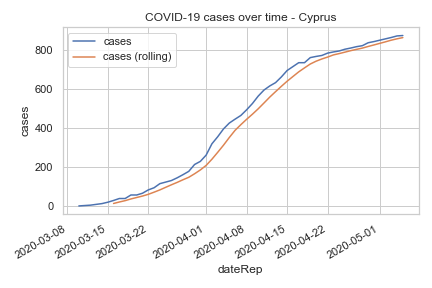 COVID-19 cases over time - Cyprus
cases
cases (rolling)
cases
800
600
400
200
0
2020-03-08
2020-03-15
2020-03-22
2020-04-01
2020-04-08
2020-04-15
2020-04-22
2020-05-01
dateRep